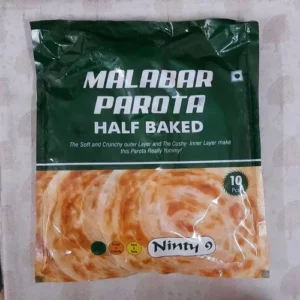 MALABAR
PAROTA
HALF BAKED
The Soft and Crunchy outer Layer and The Cushy Inner Layer make
this Parota Really Yummy!
10
Ninty 9